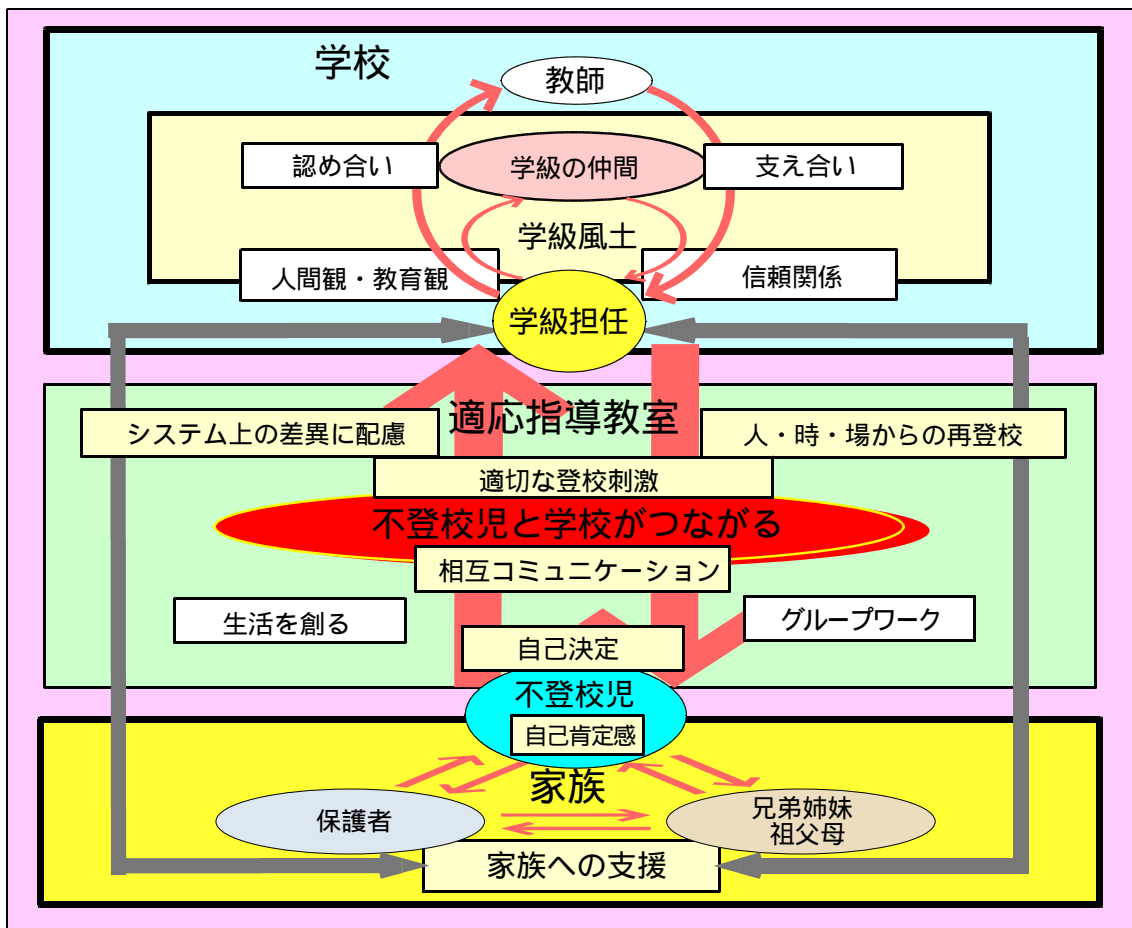 学校
教師
認め合い
学級の仲間
支え合い
学級風土
人間観・教育観
信頼関係
学級担任
適応指導教室
システム上の差異に配慮
人・時・場からの再登校
適切な登校刺激
不登校児と学校がつながる
相互コミュニケーション
生活を創る
グループワーク
自己決定
不登校児
自己肯定感
家族
保護者
兄弟姉妹
祖父母
家族への支援